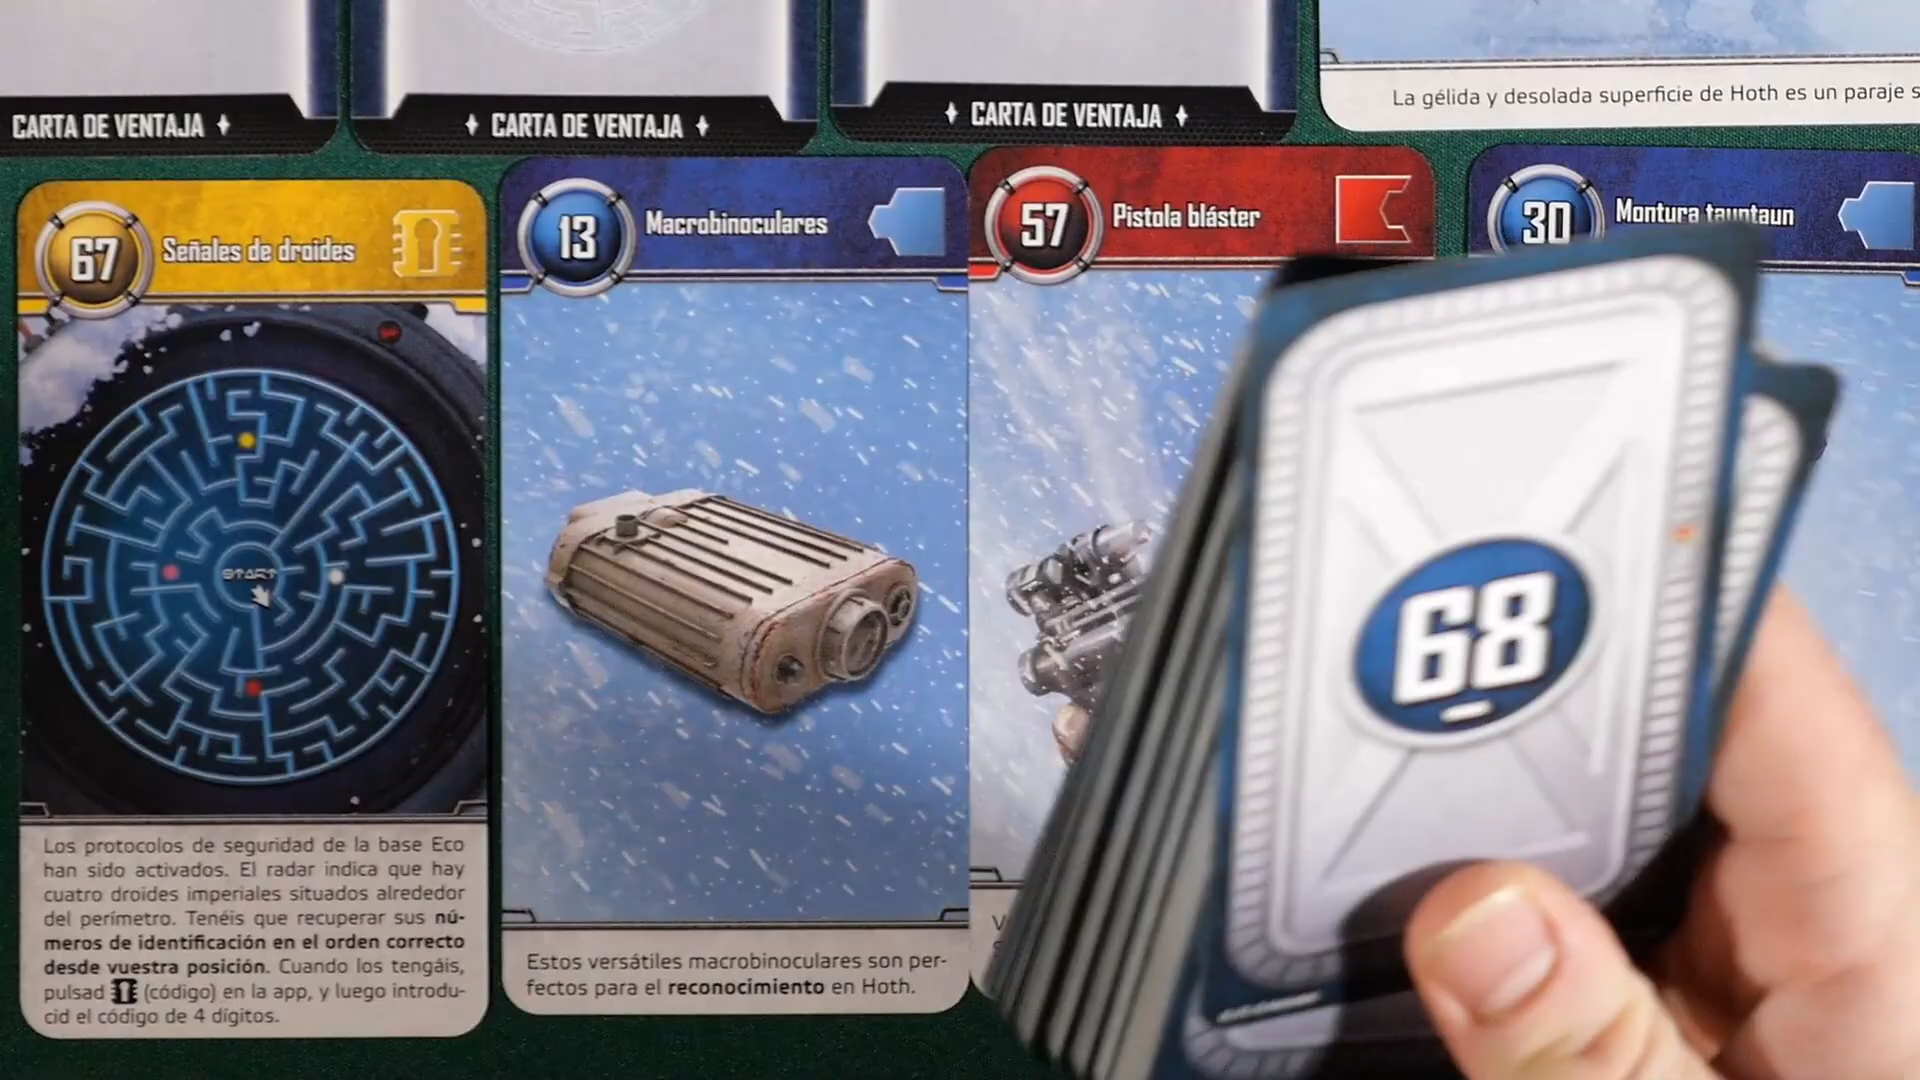 CARTA DE VENTAJA
CARTA DE VENTAJA
CARTA DE VENTAJA
La gélida y desolada superficie de Hoth es un paraje s
67
Señales de droides
START
Los protocolos de seguridad de la base Eco
han sido activados. El radar indica que hay
cuatro droides imperiales situados alrededor
del perímetro. Tenéis que recuperar sus nú-
meros de identificación en el orden correcto
desde vuestra posición. Cuando los tengáis,
pulsad (código) en la app, y luego introdu-
cid el código de 4 dígitos.
13
Macrobinoculares
Estos versátiles macrobinoculares son per-
fectos para el reconocimiento en Hoth.
57
Pistola bláster
30
Montura tauntaun
68